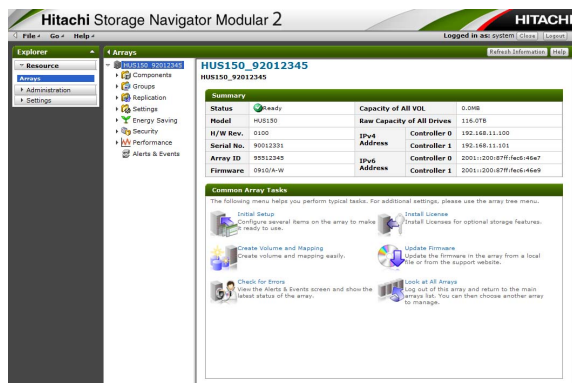 Hitachi Storage Navigator Modular 2
HITACHI
File Go Help
Logged in as: system Close Logout
Explorer
Arrays
Refresh Information Help
Resource
Arrays
Administration
Settings
HUS150_92012345
Components
Groups
Replication
Settings
Energy Saving
Security
Performance
Alerts & Events
HUS150_92012345
HUS150_92012345
Summary
Status Ready Capacity of All VOL 0.0MB
Model HUS150 Raw Capacity of All Drives 116.0TB
H/W Rev. 0100 IPv4 Address Controller 0 192.168.11.100
Serial No. 90012331 Controller 1 192.168.11.101
Array ID 95512345 IPv6 Address Controller 0 2001::200:87ff:fec6:46e7
Firmware 0910/A-W Controller 1 2001::200:87ff:fec6:46e9
Common Array Tasks
The following menu helps you perform typical tasks. For additional settings, please use the array tree menu.
Initial Setup
Configure several items on the array to make it ready to use.
Install License
Install Licenses for optional storage features.
Create Volume and Mapping
Create volume and mapping easily.
Update Firmware
Update the firmware in the array from a local file or from the support website.
Check for Errors
View the Alerts & Events screen and show the latest status of the array.
Look at All Arrays
Log out of this array and return to the main arrays list. You can then choose another array to manage.